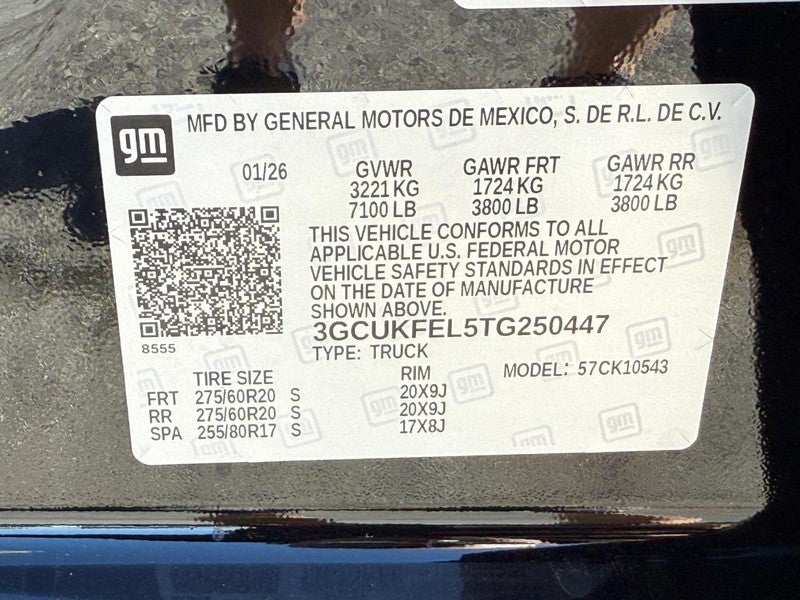 gm
MFD BY GENERAL MOTORS DE MEXICO, S. DE R.L. DE C.V.
01/26 GVWR GAWR FRT GAWR RR
3221 KG 1724 KG 1724 KG
7100 LB 3800 LB 3800 LB
THIS VEHICLE CONFORMS TO ALL
APPLICABLE U.S. FEDERAL MOTOR
VEHICLE SAFETY STANDARDS IN EFFECT
ON THE DATE OF MANUFACTURE
SHOWN ABOVE.
3GCUKFEL5TG250447
8555
TYPE: TRUCK
MODEL: 57CK10543
TIRE SIZE RIM
FRT 275/60R20 S 20X9J
RR 275/60R20 S 20X9J
SPA 255/80R17 S 17X8J